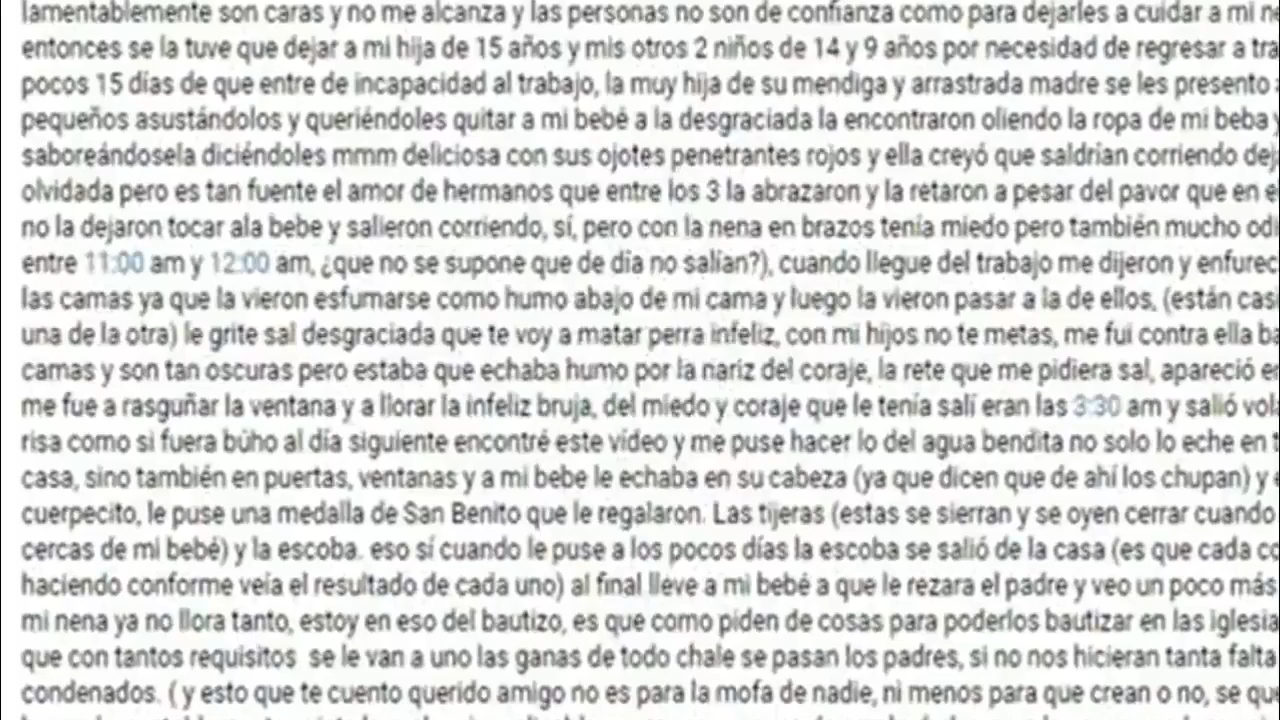 lamentablemente son caras y no me alcanza y las personas no son de confianza como para dejarles a cuidar a mi
entonces se la tuve que dejar a mi hija de 15 años y mis otros 2 niños de 14 y 9 años por necesidad de regresar a
pocos 15 días de que entre de incapacidad al trabajo, la muy hija de su mendiga y arrastrada madre se les presento
pequeños asustándolos y queriéndoles quitar a mi bebé a la desgraciada la encontraron oliendo la ropa de mi beba
saboreándosela diciéndoles mmm deliciosa con sus ojotes penetrantes rojos y ella creyó que saldrían corriendo
olvidada pero es tan fuente el amor de hermanos que entre los 3 la abrazaron y la retaron a pesar del pavor que en
no la dejaron tocar ala bebe y salieron corriendo, sí, pero con la nena en brazos tenía miedo pero también mucho
entre 11:00 am y 12:00 am, ¿que no se supone que de dia no salían?), cuando llegue del trabajo me dijeron y
las camas ya que la vieron esfumarse como humo abajo de mi cama y luego la vieron pasar a la de ellos, (están
una de la otra) le grite sal desgraciada que te voy a matar perra infeliz, con mi hijos no te metas, me fui contra ella
camas y son tan oscuras pero estaba que echaba humo por la nariz del coraje, la rete que me pidiera sal, apareció
me fue a rasguñar la ventana y a llorar la infeliz bruja, del miedo y coraje que le tenía salí eran las 3:30 am y salió
risa como si fuera búho al día siguiente encontré este vídeo y me puse hacer lo del agua bendita no solo lo eche en
casa, sino también en puertas, ventanas y a mi bebe le echaba en su cabeza (ya que dicen que de ahí los chupan) y
cuerpecito, le puse una medalla de San Benito que le regalaron. Las tijeras (estas se sierran y se oyen cerrar cuando
cercas de mi bebé) y la escoba. eso sí cuando le puse a los pocos días la escoba se salió de la casa (es que cada
haciendo conforme veía el resultado de cada uno) al final lleve a mi bebé a que le rezara el padre y veo un poco más
mi nena ya no llora tanto, estoy en eso del bautizo, es que como piden de cosas para poderlos bautizar en las
que con tantos requisitos se le van a uno las ganas de todo chale se pasan los padres, si no nos hicieran tanta falta
condenados. ( y esto que te cuento querido amigo no es para la mofa de nadie, ni menos para que crean o no, se